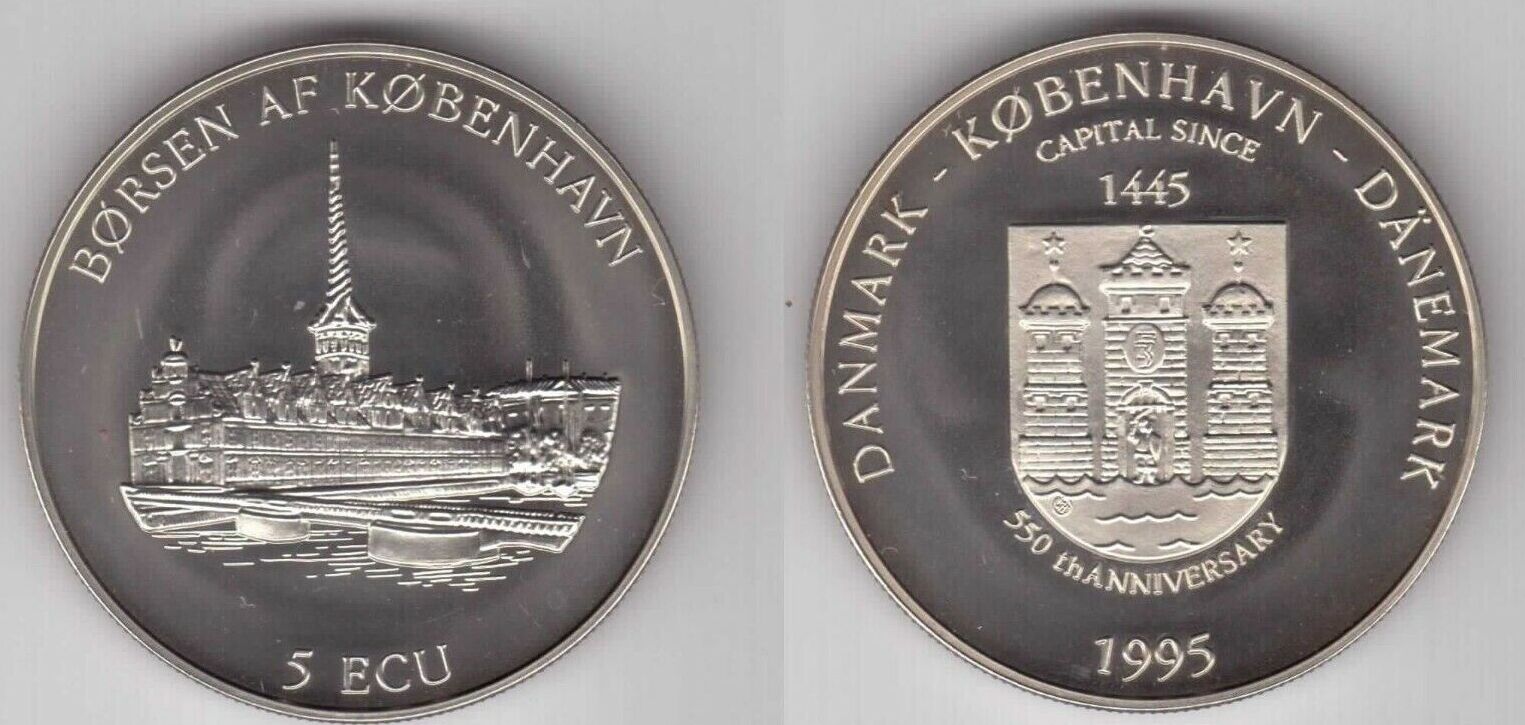 BØRSEN AF KØBENHAVN
5 ECU
DANMARK - KØBENHAVN - DÄNEMARK
CAPITAL SINCE
1445
550 thANNIVERSARY
1995